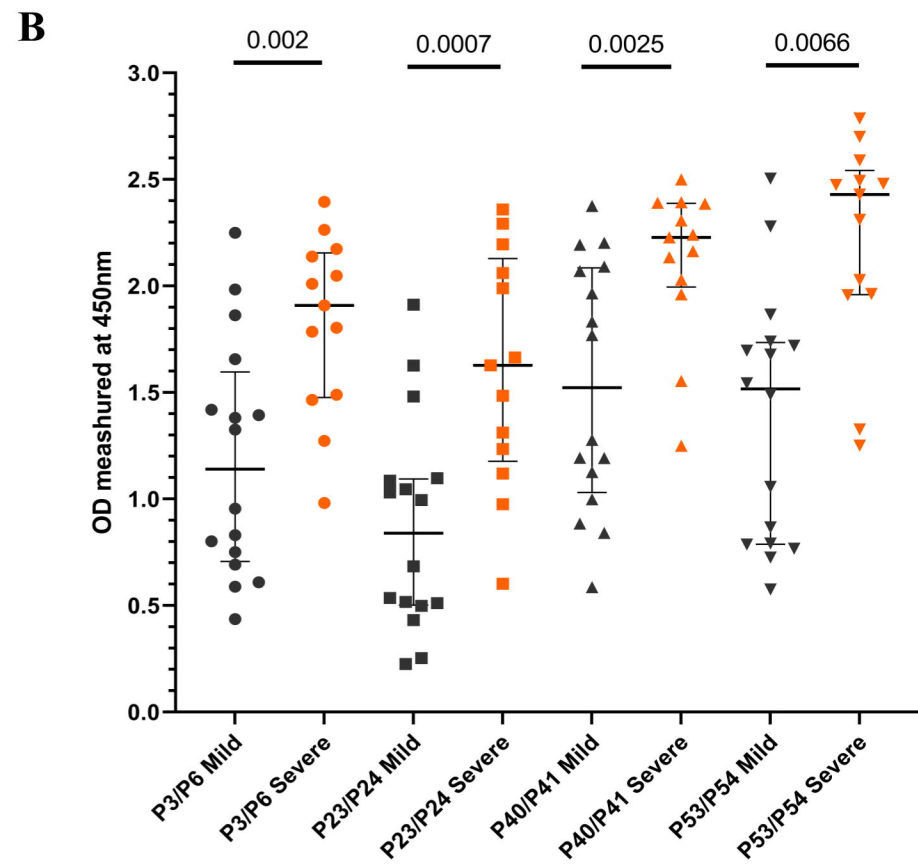 B
0.002 0.0007 0.0025 0.0066
3.0
2.5
2.0
1.5
1.0
0.5
0.0
OD meashured at 450nm
P3/P6 Mild
P3/P6 Severe
P23/P24 Mild
P23/P24 Severe
P40/P41 Mild
P40/P41 Severe
P53/P54 Mild
P53/P54 Severe